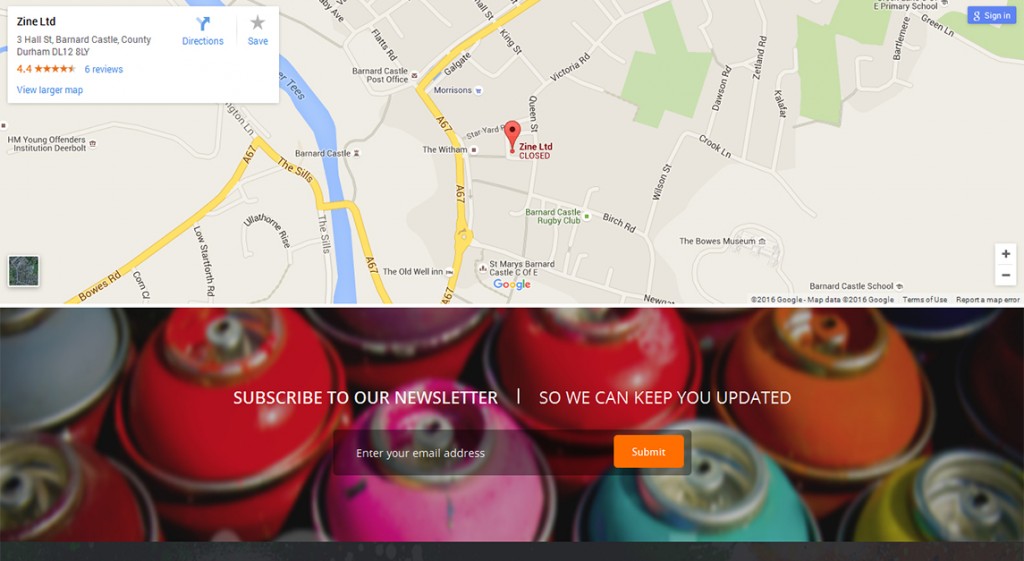 Zine Ltd
3 Hall St, Barnard Castle, County
Durham DL12 8LY
4.4
6 reviews
View larger map
Directions
Save
Sign in
E Primary School
Green Ln
Bartlemere
Hall St
King St
Flatts Rd
Galgate
Barnard Castle
Post Office
Morrisons
Victoria Rd
Queen St
Dawson Rd
Zetland Rd
Kalafat
Star Yard
Zine Ltd
CLOSED
The Witham
A67
HM Young Offenders
Institution Deerbolt
Barnard Castle
The Sills
A67
Crook Ln
Wilson St
A67
Barnard Castle
Rugby Club
Birch Rd
Ullathorne Rise
Low Startforth Rd
The Sills
The Bowes Museum
A67
The Old Well inn
St Marys Barnard
Castle C Of E
Google
Bowes Rd
A67
Barnard Castle School
©2016 Google - Map data ©2016 Google
Terms of Use
Report a map error
SUBSCRIBE TO OUR NEWSLETTER | SO WE CAN KEEP YOU UPDATED
Enter your email address
Submit